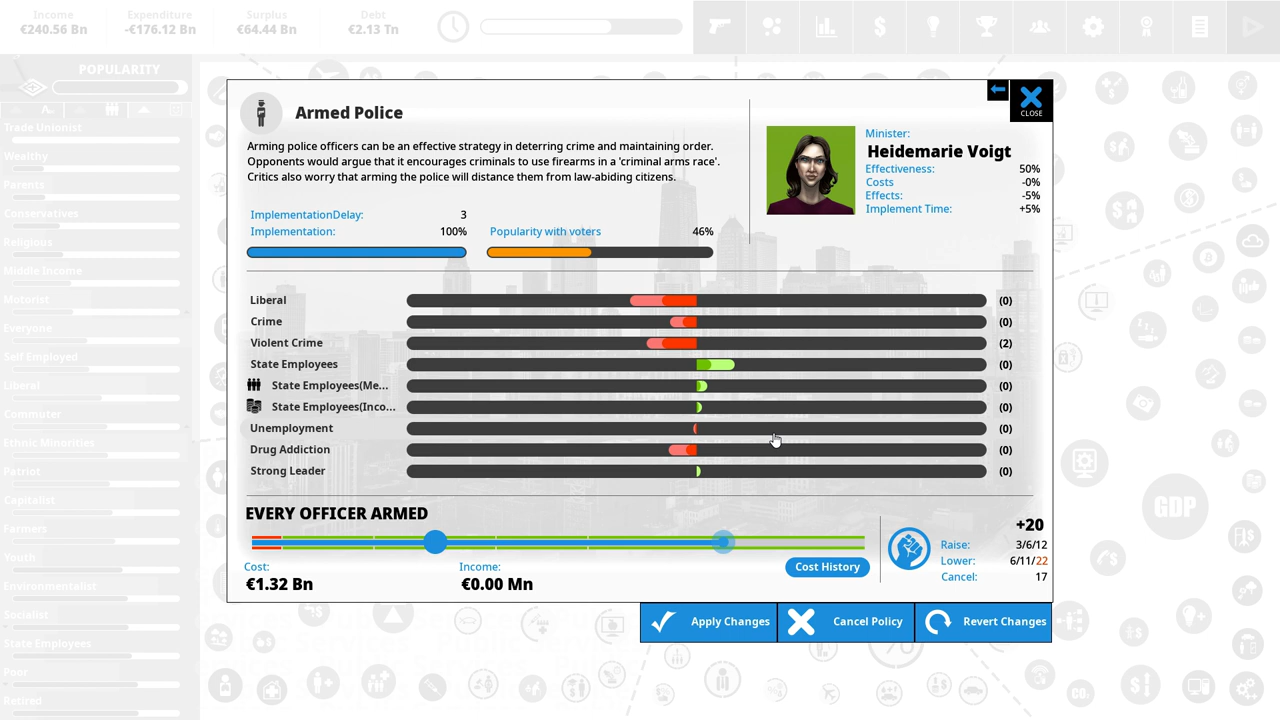 Income
Expenditure
Surplus
Debt
€240.56 Bn
-€176.12 Bn
€64.44 Bn
€2.13 Tn
POPULARITY
Trade Unionist
Wealthy
Parents
Conservatives
Religious
Middle Income
Motorist
Everyone
Self Employed
Liberal
Commuter
Ethnic Minorities
Patriot
Capitalist
Farmers
Youth
Environmentalist
Socialist
State Employees
Poor
Retired
Armed Police
Arming police officers can be an effective strategy in deterring crime and maintaining order.
Opponents would argue that it encourages criminals to use firearms in a 'criminal arms race'.
Critics also worry that arming the police will distance them from law-abiding citizens.
ImplementationDelay: 3
Implementation: 100%
Popularity with voters 46%
CLOSE
Minister:
Heidemarie Voigt
Effectiveness: 50%
Costs -0%
Effects: -5%
Implement Time: +5%
Liberal (0)
Crime (0)
Violent Crime (2)
State Employees (0)
State Employees(Me... (0)
State Employees(Inco... (0)
Unemployment (0)
Drug Addiction (0)
Strong Leader (0)
EVERY OFFICER ARMED
Cost:
€1.32 Bn
Income:
€0.00 Mn
Cost History
+20
Raise: 3/6/12
Lower: 6/11/22
Cancel: 17
Apply Changes
Cancel Policy
Revert Changes
GDP
CO₂